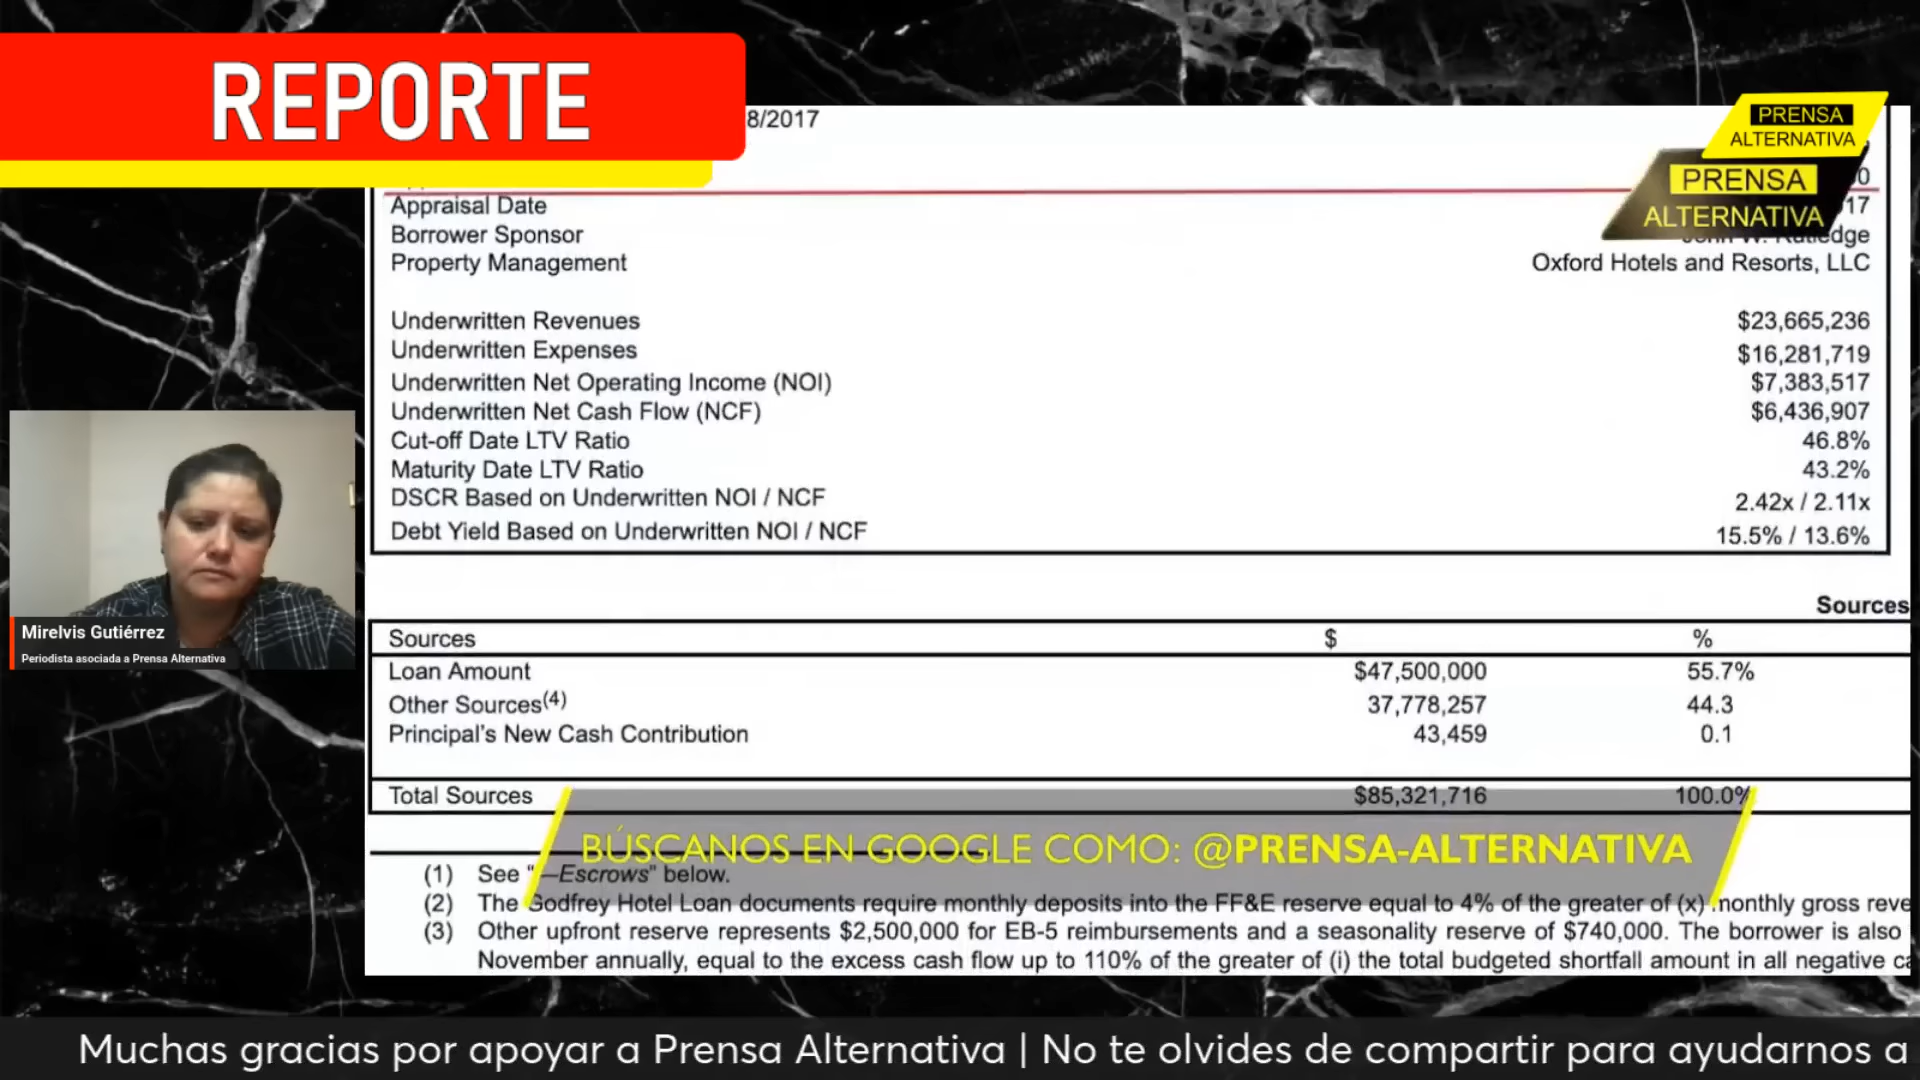 REPORTE
8/2017
PRENSA
ALTERNATIVA
PRENSA
ALTERNATIVA
0
Appraisal Date 17
Borrower Sponsor John W. Rutledge
Property Management Oxford Hotels and Resorts, LLC
Underwritten Revenues $23,665,236
Underwritten Expenses $16,281,719
Underwritten Net Operating Income (NOI) $7,383,517
Underwritten Net Cash Flow (NCF) $6,436,907
Cut-off Date LTV Ratio 46.8%
Maturity Date LTV Ratio 43.2%
DSCR Based on Underwritten NOI / NCF 2.42x / 2.11x
Debt Yield Based on Underwritten NOI / NCF 15.5% / 13.6%
Sources
Sources $ %
Loan Amount $47,500,000 55.7%
Other Sources(4) 37,778,257 44.3
Principal's New Cash Contribution 43,459 0.1
Total Sources $85,321,716 100.0%
BÚSCANOS EN GOOGLE COMO: @PRENSA-ALTERNATIVA
(1) See "—Escrows" below.
(2) The Godfrey Hotel Loan documents require monthly deposits into the FF&E reserve equal to 4% of the greater of (x) monthly gross reve
(3) Other upfront reserve represents $2,500,000 for EB-5 reimbursements and a seasonality reserve of $740,000. The borrower is also
November annually, equal to the excess cash flow up to 110% of the greater of (i) the total budgeted shortfall amount in all negative ca
Mirelvis Gutiérrez
Periodista asociada a Prensa Alternativa
Muchas gracias por apoyar a Prensa Alternativa | No te olvides de compartir para ayudarnos a